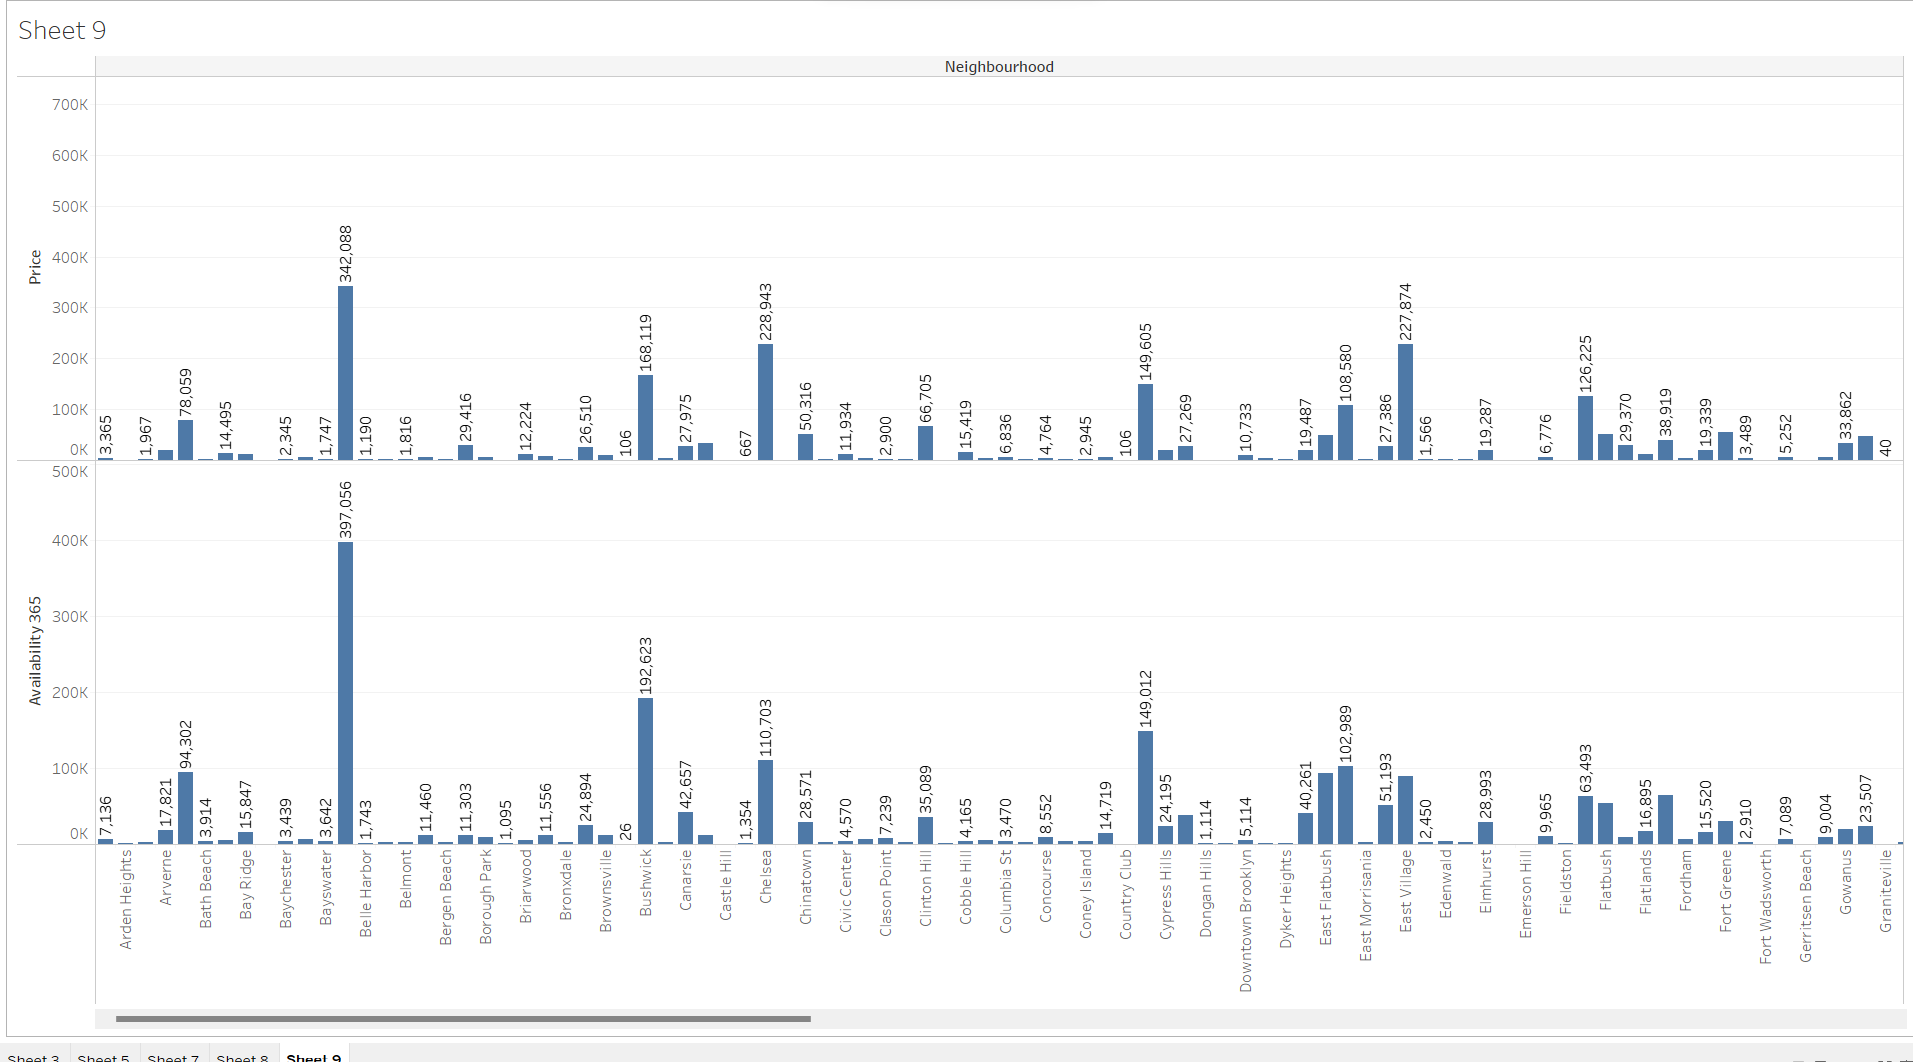 Sheet 9
Neighbourhood
Price
700K
600K
500K
400K
300K
200K
100K
0K
3,365
1,967
78,059
14,495
2,345
1,747
342,088
1,190
1,816
29,416
12,224
26,510
106
168,119
27,975
667
228,943
50,316
11,934
2,900
66,705
15,419
6,836
4,764
2,945
106
149,605
27,269
10,733
19,487
108,580
27,386
227,874
1,566
19,287
6,776
126,225
29,370
38,919
19,339
3,489
5,252
33,862
40
Availability 365
500K
400K
300K
200K
100K
0K
7,136
17,821
94,302
3,914
15,847
3,439
3,642
397,056
1,743
11,460
11,303
1,095
11,556
24,894
26
192,623
42,657
1,354
110,703
28,571
4,570
7,239
35,089
4,165
3,470
8,552
14,719
149,012
24,195
1,114
5,114
40,261
102,989
51,193
2,450
28,993
9,965
63,493
16,895
15,520
2,910
7,089
9,004
23,507
Arden Heights
Arverne
Bath Beach
Bay Ridge
Baychester
Bayswater
Belle Harbor
Belmont
Bergen Beach
Borough Park
Briarwood
Bronxdale
Brownsville
Bushwick
Canarsie
Castle Hill
Chelsea
Chinatown
Civic Center
Clason Point
Clinton Hill
Cobble Hill
Columbia St
Concourse
Coney Island
Country Club
Cypress Hills
Dongan Hills
Downtown Brooklyn
Dyker Heights
East Flatbush
East Morrisania
East Village
Edenwald
Elmhurst
Emerson Hill
Fieldston
Flatbush
Flatlands
Fordham
Fort Greene
Fort Wadsworth
Gerritsen Beach
Gowanus
Graniteville
Sheet 3
Sheet 5
Sheet 7
Sheet 8
Sheet 9